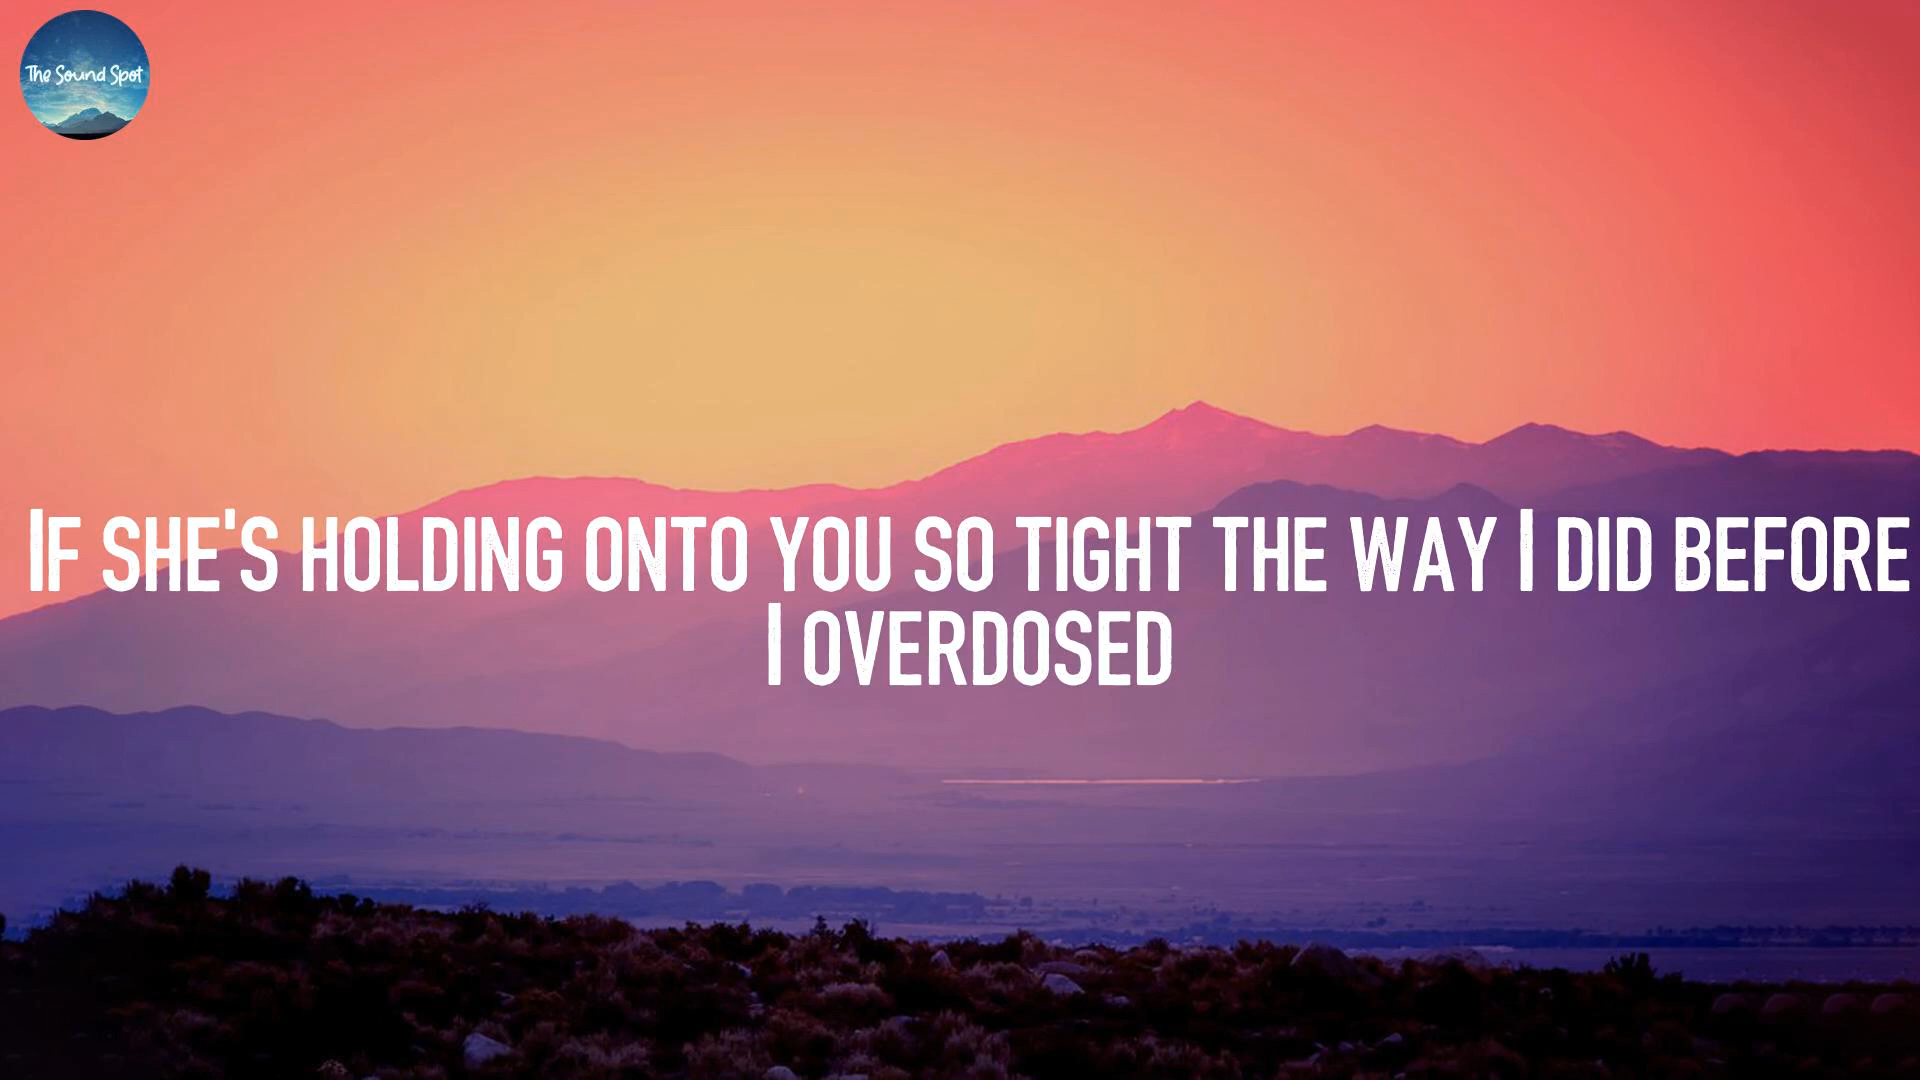 The Sound Spot
If she's holding onto you so tight the way I did before
I overdosed